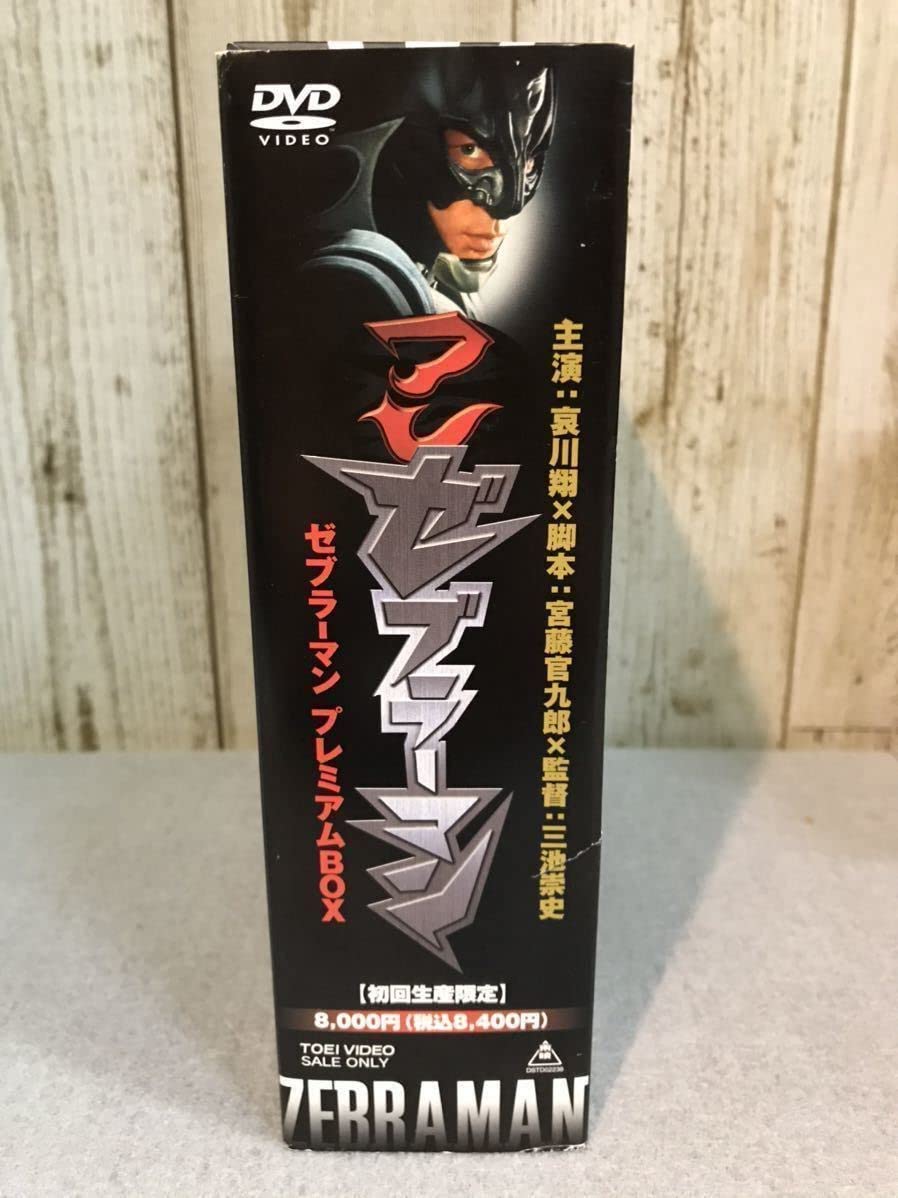 DVD
VIDEO
主演：哀川翔×脚本：宮藤官九郎×監督：三池崇史
ゼブラーマン
ゼブラーマン プレミアムBOX
【初回生産限定】
8,000円（税込8,400円）
TOEI VIDEO
SALE ONLY
東映
DSTD02238
ZEBRAMAN